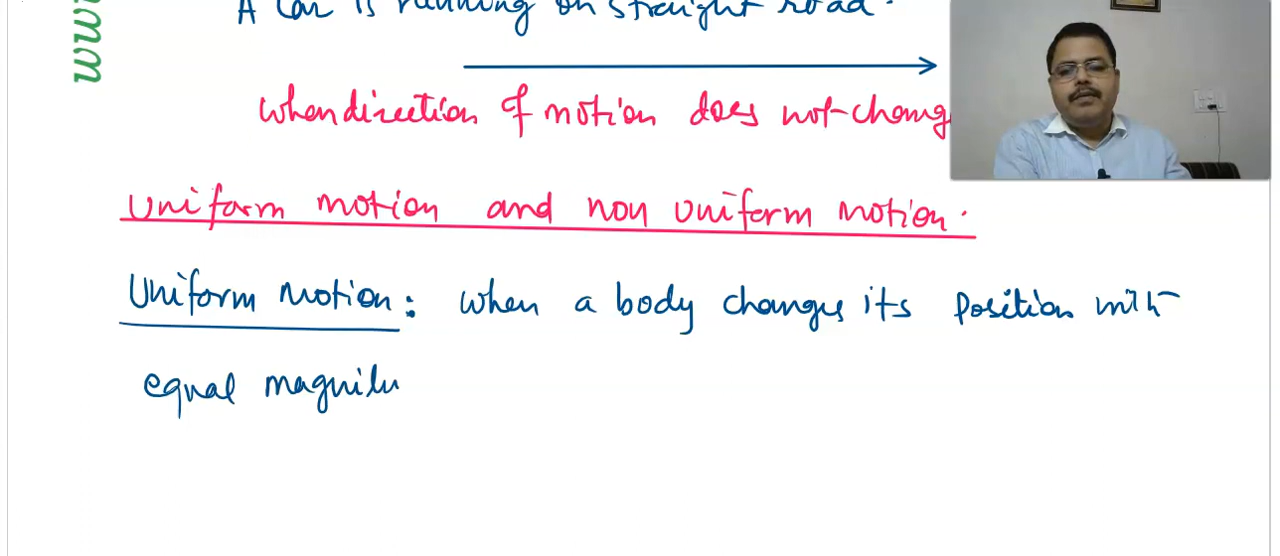 www
A Car is running on straight road.
when direction of motion does not change
Uniform motion and non uniform motion.
Uniform Motion: when a body changes its position with
equal magnitu